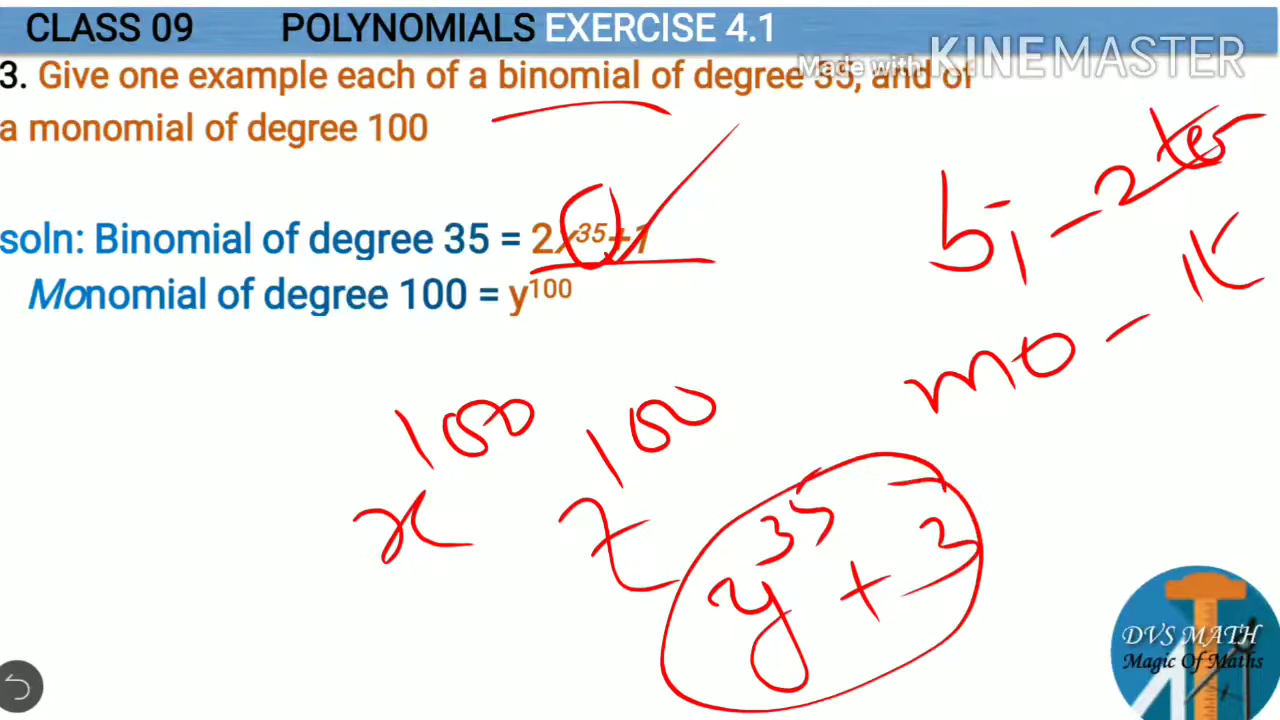 CLASS 09 POLYNOMIALS EXERCISE 4.1
Made with KINEMASTER
3. Give one example each of a binomial of degree 35, and of
a monomial of degree 100
soln: Binomial of degree 35 = 2x³⁵+1
Monomial of degree 100 = y¹⁰⁰
bi - 2
mo - 1
x¹⁰⁰ z¹⁰⁰
y³⁵ + 3
DVS MATH
Magic Of Maths